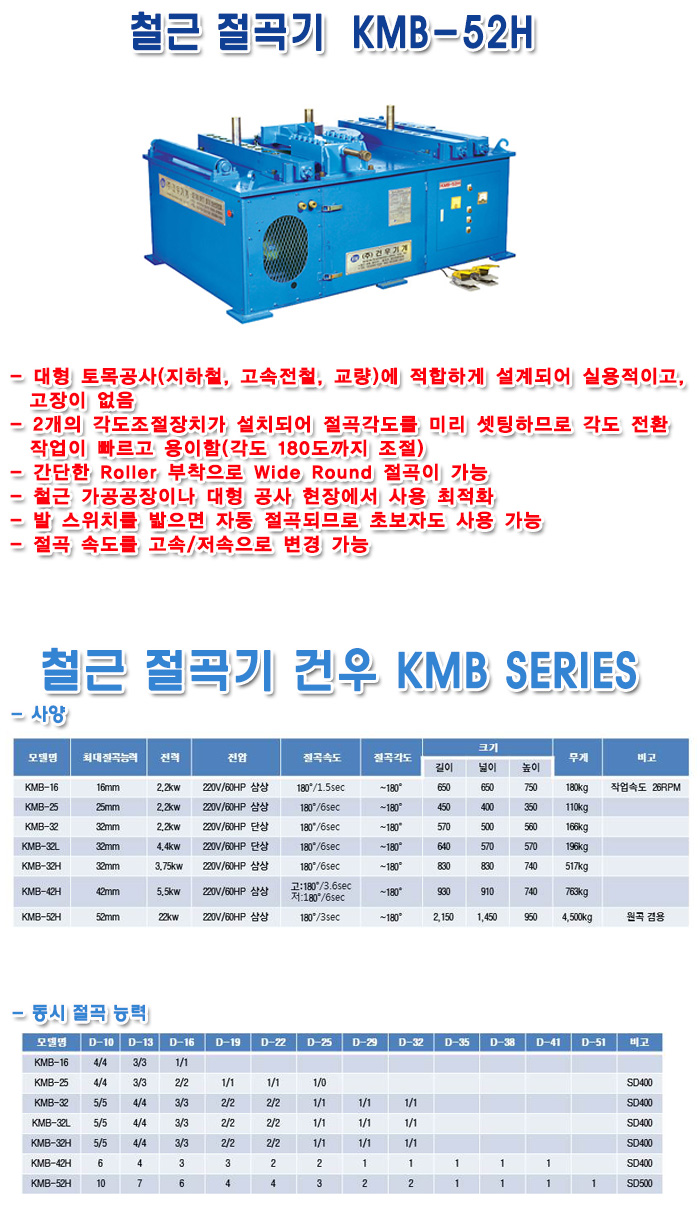 철근 절곡기 KMB-52H
(주)건우기계
KMB-52H
(주)건우기계
- 대형 토목공사(지하철, 고속전철, 교량)에 적합하게 설계되어 실용적이고,
고장이 없음
- 2개의 각도조절장치가 설치되어 절곡각도를 미리 셋팅하므로 각도 전환
작업이 빠르고 용이함(각도 180도까지 조절)
- 간단한 Roller 부착으로 Wide Round 절곡이 가능
- 철근 가공공장이나 대형 공사 현장에서 사용 최적화
- 발 스위치를 밟으면 자동 절곡되므로 초보자도 사용 가능
- 절곡 속도를 고속/저속으로 변경 가능
철근 절곡기 건우 KMB SERIES
- 사양
모델명 최대절곡능력 전력 전압 절곡속도 절곡각도 크기 무게 비고
길이 넓이 높이
KMB-16 16mm 2,2kw 220V/60HP 삼상 180°/1.5sec ~180° 650 650 750 180kg 작업속도 26RPM
KMB-25 25mm 2,2kw 220V/60HP 삼상 180°/6sec ~180° 450 400 350 110kg
KMB-32 32mm 2,2kw 220V/60HP 단상 180°/6sec ~180° 570 500 560 166kg
KMB-32L 32mm 4,4kw 220V/60HP 단상 180°/6sec ~180° 640 570 570 196kg
KMB-32H 32mm 3,75kw 220V/60HP 삼상 180°/6sec ~180° 830 830 740 517kg
KMB-42H 42mm 5,5kw 220V/60HP 삼상 고:180°/3.6sec ~180° 930 910 740 763kg
저:180°/6sec
KMB-52H 52mm 22kw 220V/60HP 삼상 180°/3sec ~180° 2,150 1,450 950 4,500kg 원곡 겸용
- 동시 절곡 능력
모델명 D-10 D-13 D-16 D-19 D-22 D-25 D-29 D-32 D-35 D-38 D-41 D-51 비고
KMB-16 4/4 3/3 1/1
KMB-25 4/4 3/3 2/2 1/1 1/1 1/0 SD400
KMB-32 5/5 4/4 3/3 2/2 2/2 1/1 1/1 1/1 SD400
KMB-32L 5/5 4/4 3/3 2/2 2/2 1/1 1/1 1/1 SD400
KMB-32H 5/5 4/4 3/3 2/2 2/2 1/1 1/1 1/1 SD400
KMB-42H 6 4 3 3 2 2 1 1 1 1 1 SD400
KMB-52H 10 7 6 4 4 3 2 2 1 1 1 1 SD500